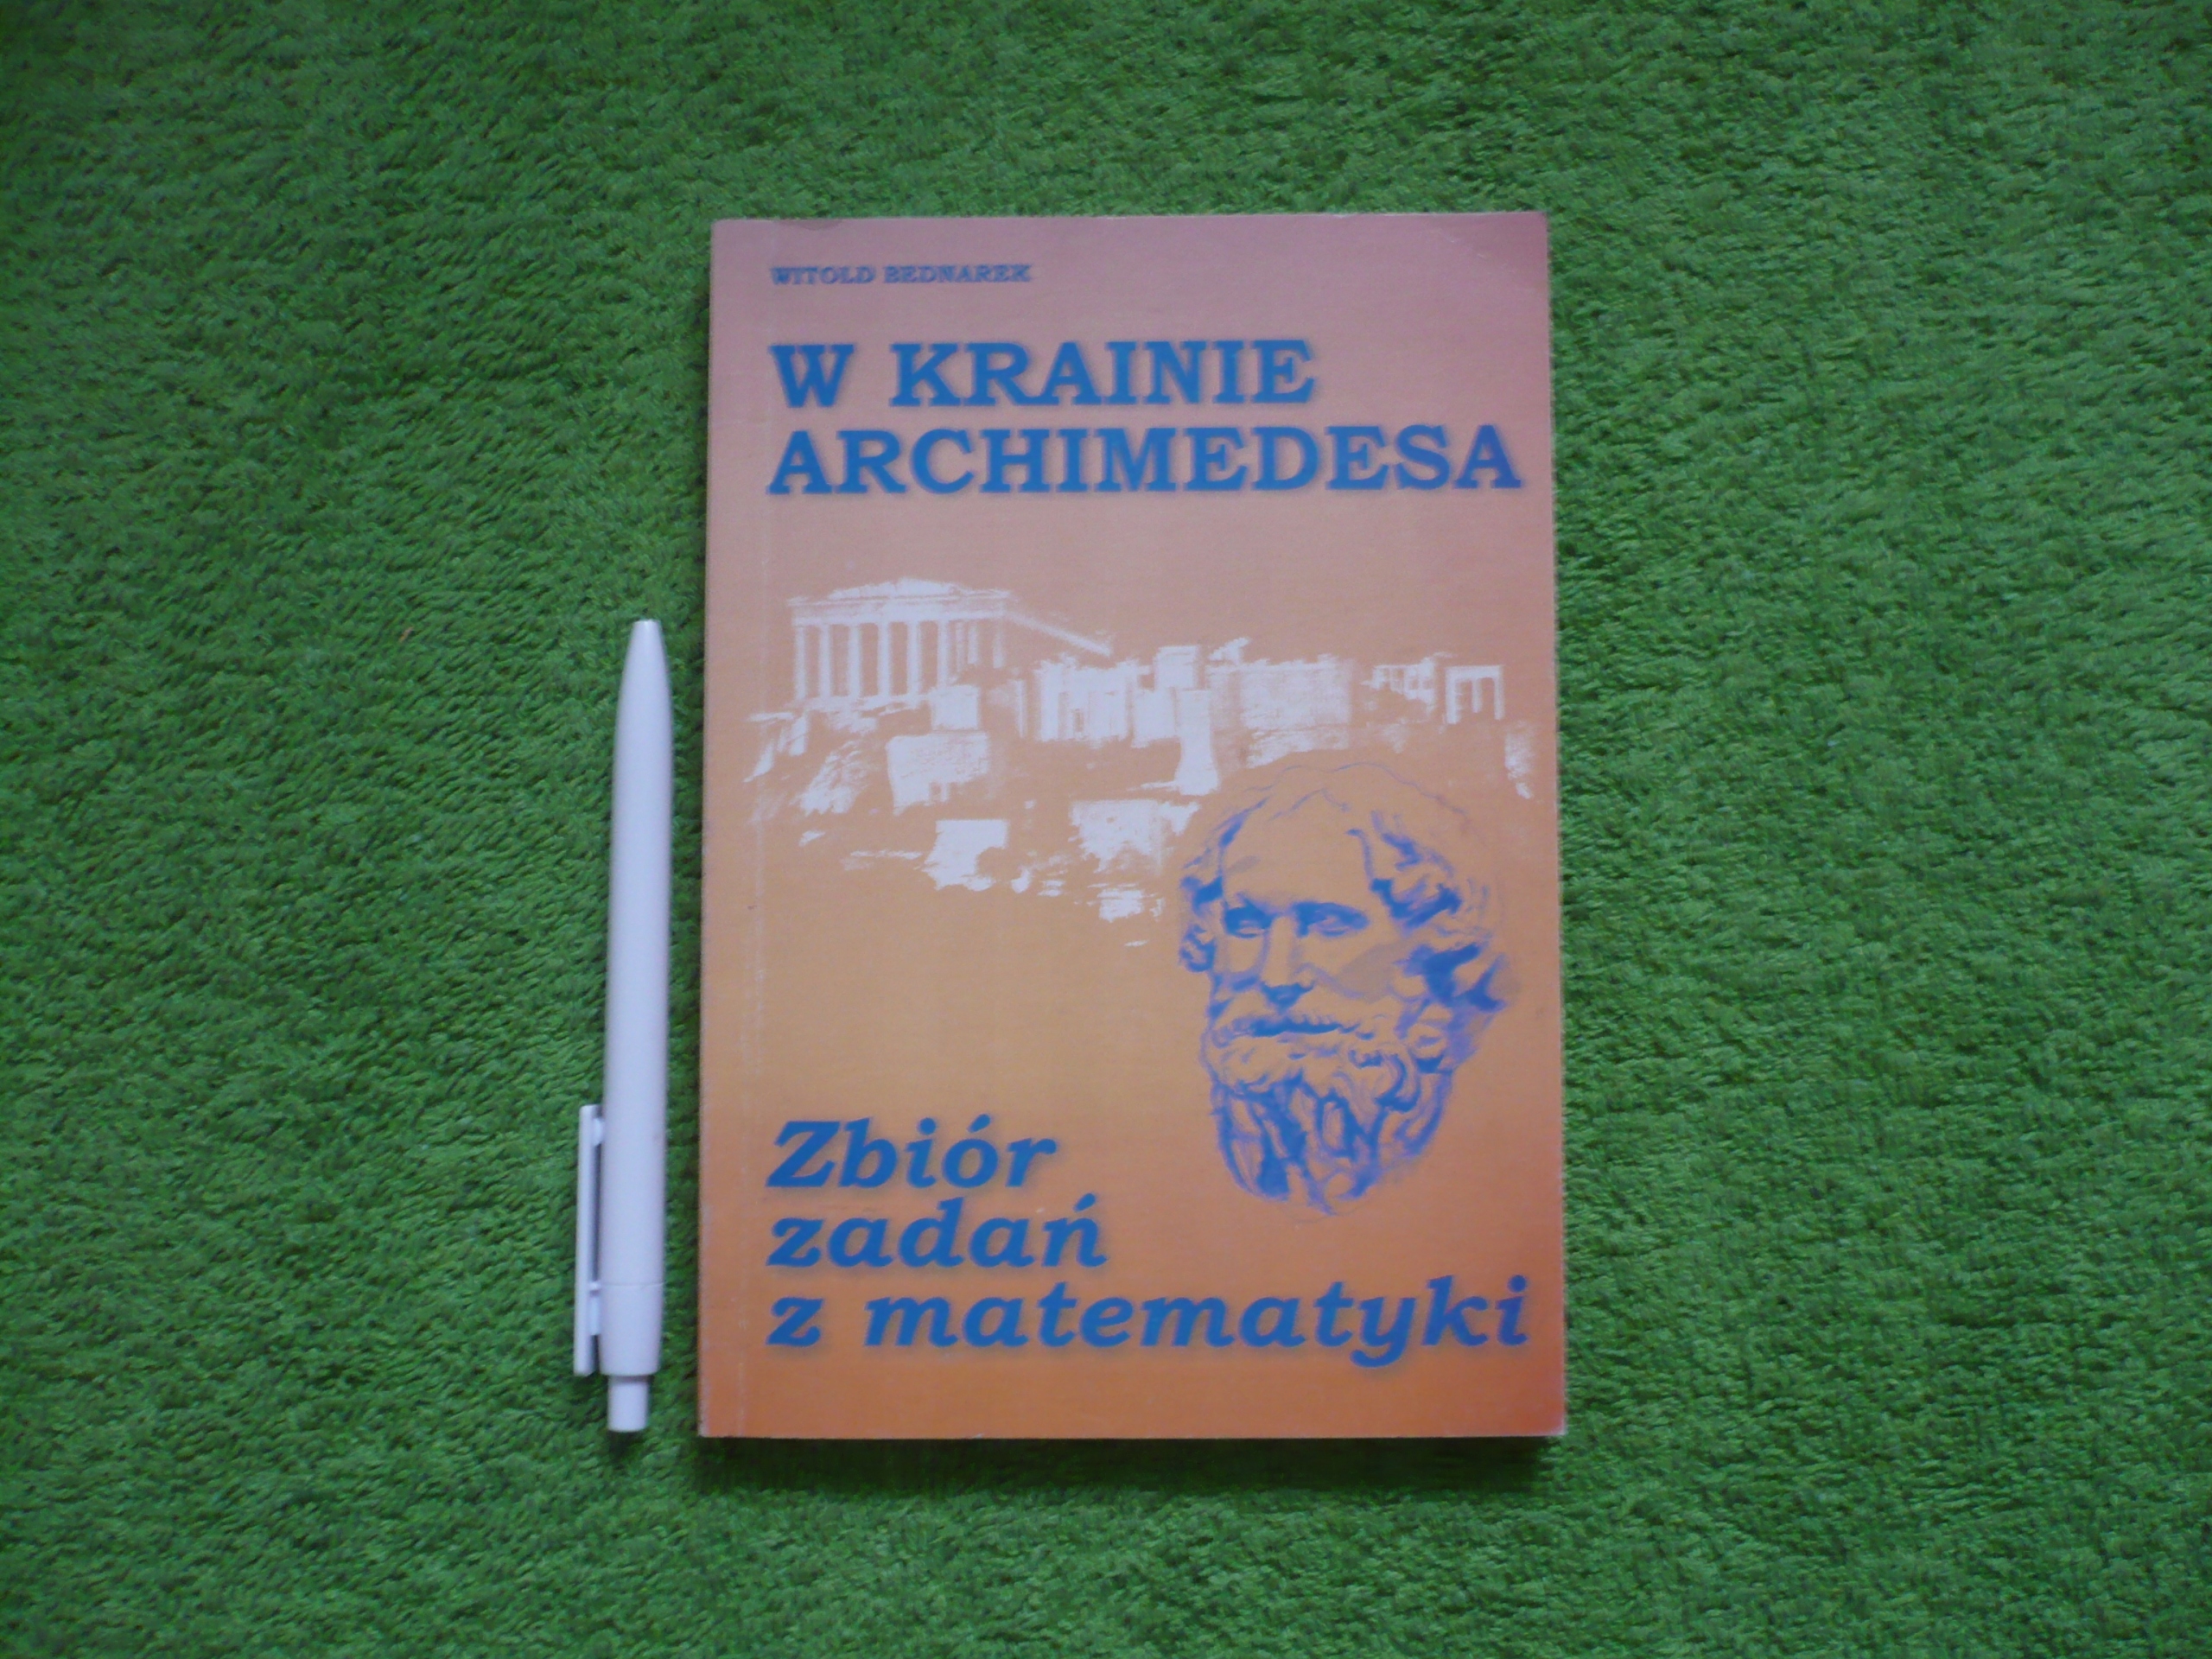 WITOLD BEDNAREK
W KRAINIE
ARCHIMEDESA
Zbiór
zadań
z matematyki